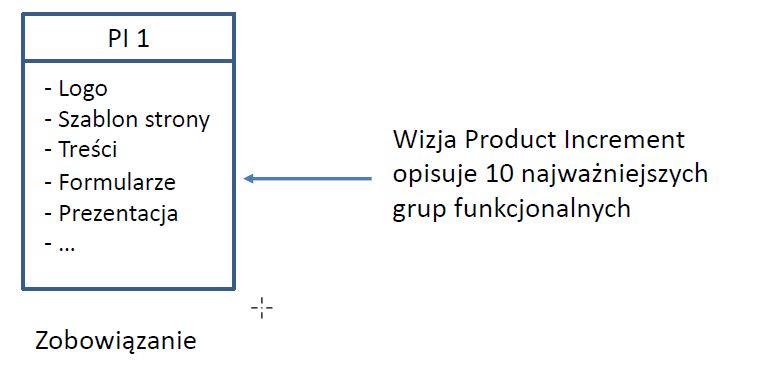 PI 1
- Logo
- Szablon strony
- Treści
- Formularze
- Prezentacja
- ...
Wizja Product Increment
opisuje 10 najważniejszych
grup funkcjonalnych
Zobowiązanie